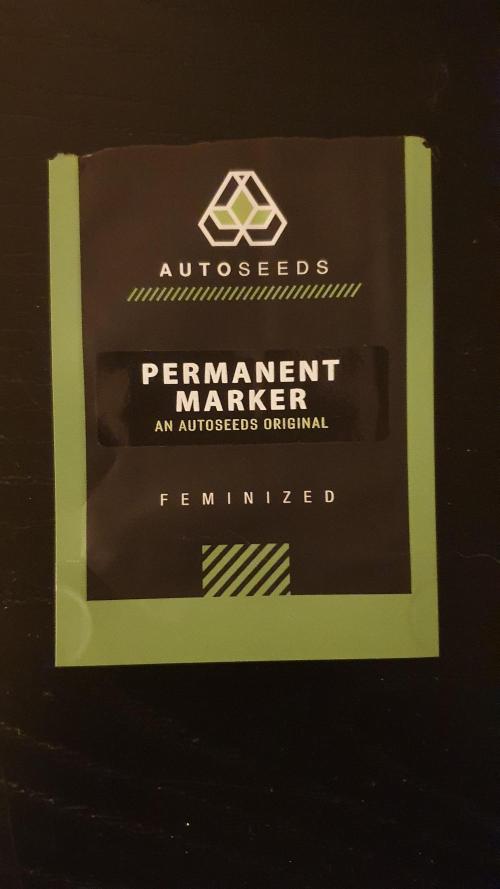 AUTOSEEDS
PERMANENT
MARKER
AN AUTOSEEDS ORIGINAL
FEMINIZED